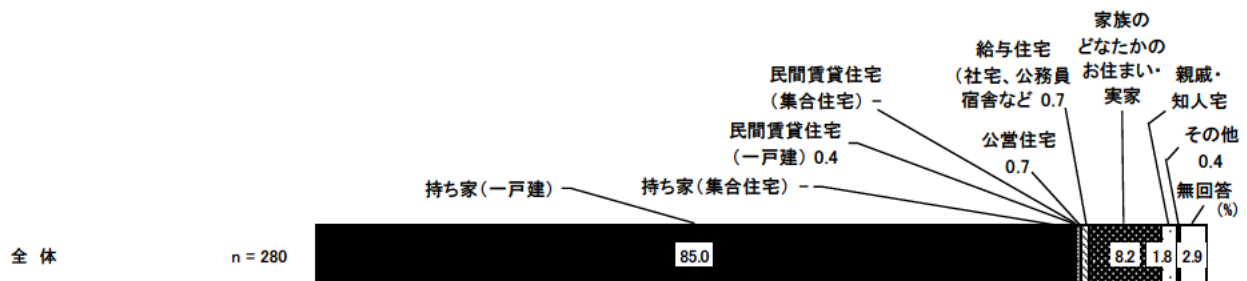 家族の
どなたかの
お住まい・
実家
給与住宅
(社宅、公務員
宿舎など 0.7
民間賃貸住宅
(集合住宅) -
親戚・
知人宅
民間賃貸住宅
(一戸建) 0.4
公営住宅
0.7
その他
0.4
持ち家(一戸建)
持ち家(集合住宅) -
無回答
(%)
全 体
n = 280
85.0
8.2
1.8
2.9